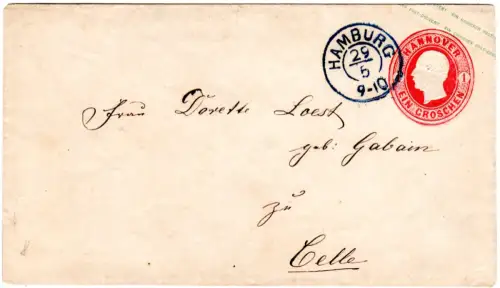 HAMBURG
29
5
9-10
HANNOVER
1
EIN GROSCHEN
Frau Dorette Loest
geb: Gabain
zu
Celle